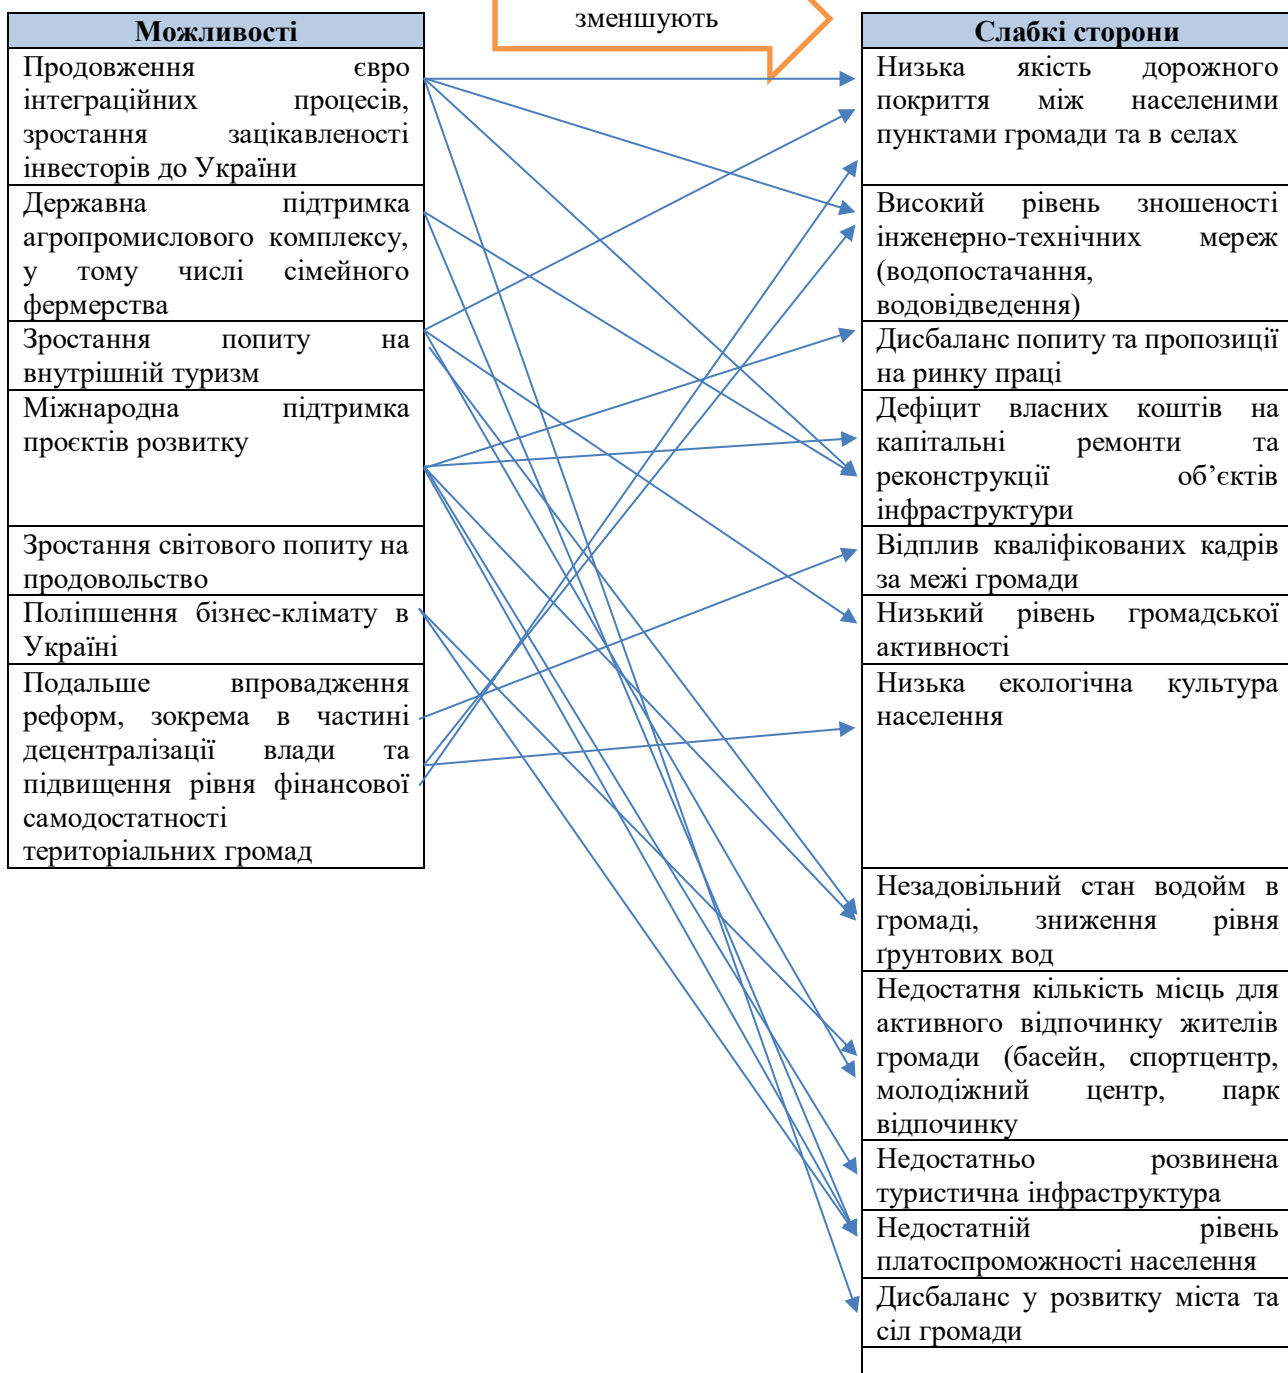 зменшують
Можливості
Продовження євро
інтеграційних процесів,
зростання зацікавленості
інвесторів до України
Державна підтримка
агропромислового комплексу,
у тому числі сімейного
фермерства
Зростання попиту на
внутрішній туризм
Міжнародна підтримка
проєктів розвитку
Зростання світового попиту на
продовольство
Поліпшення бізнес-клімату в
Україні
Подальше впровадження
реформ, зокрема в частині
децентралізації влади та
підвищення рівня фінансової
самодостатності
територіальних громад
Слабкі сторони
Низька якість дорожного
покриття між населеними
пунктами громади та в селах
Високий рівень зношеності
інженерно-технічних мереж
(водопостачання,
водовідведення)
Дисбаланс попиту та пропозиції
на ринку праці
Дефіцит власних коштів на
капітальні ремонти та
реконструкції об’єктів
інфраструктури
Відплив кваліфікованих кадрів
за межі громади
Низький рівень громадської
активності
Низька екологічна культура
населення
Незадовільний стан водойм в
громаді, зниження рівня
ґрунтових вод
Недостатня кількість місць для
активного відпочинку жителів
громади (басейн, спортцентр,
молодіжний центр, парк
відпочинку
Недостатньо розвинена
туристична інфраструктура
Недостатній рівень
платоспроможності населення
Дисбаланс у розвитку міста та
сіл громади